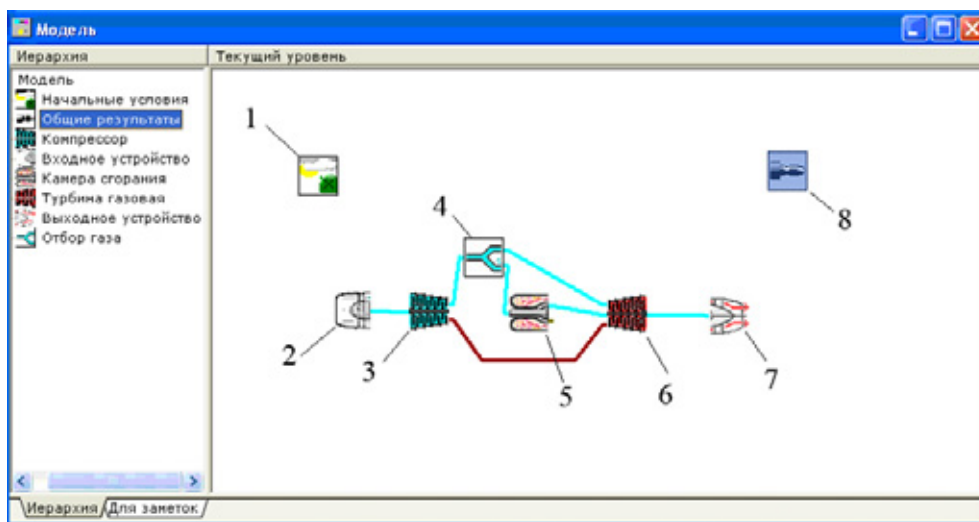 Модель
Иерархия
Текущий уровень
Модель
Начальные условия
Общие результаты
Компрессор
Входное устройство
Камера сгорания
Турбина газовая
Выходное устройство
Отбор газа
1
8
4
2
3
5
6
7
Иерархия
Для заметок